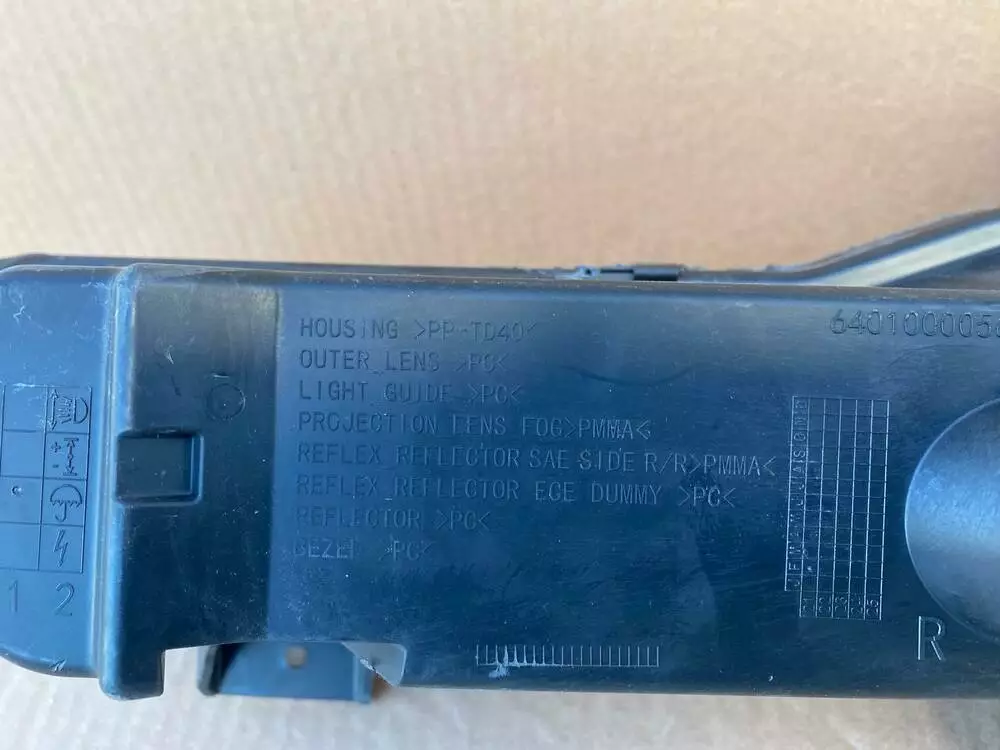 HOUSING >PP-TD40<
OUTER LENS >PC<
LIGHT GUIDE >PC<
PROJECTION LENS FOG>PMMA<
REFLEX REFLECTOR SAE SIDE R/R>PMMA<
REFLEX REFLECTOR ECE DUMMY >PC<
REFLECTOR >PC<
BEZEL >PC<
64010000
1 2
J F M A M J J A S O N D
R